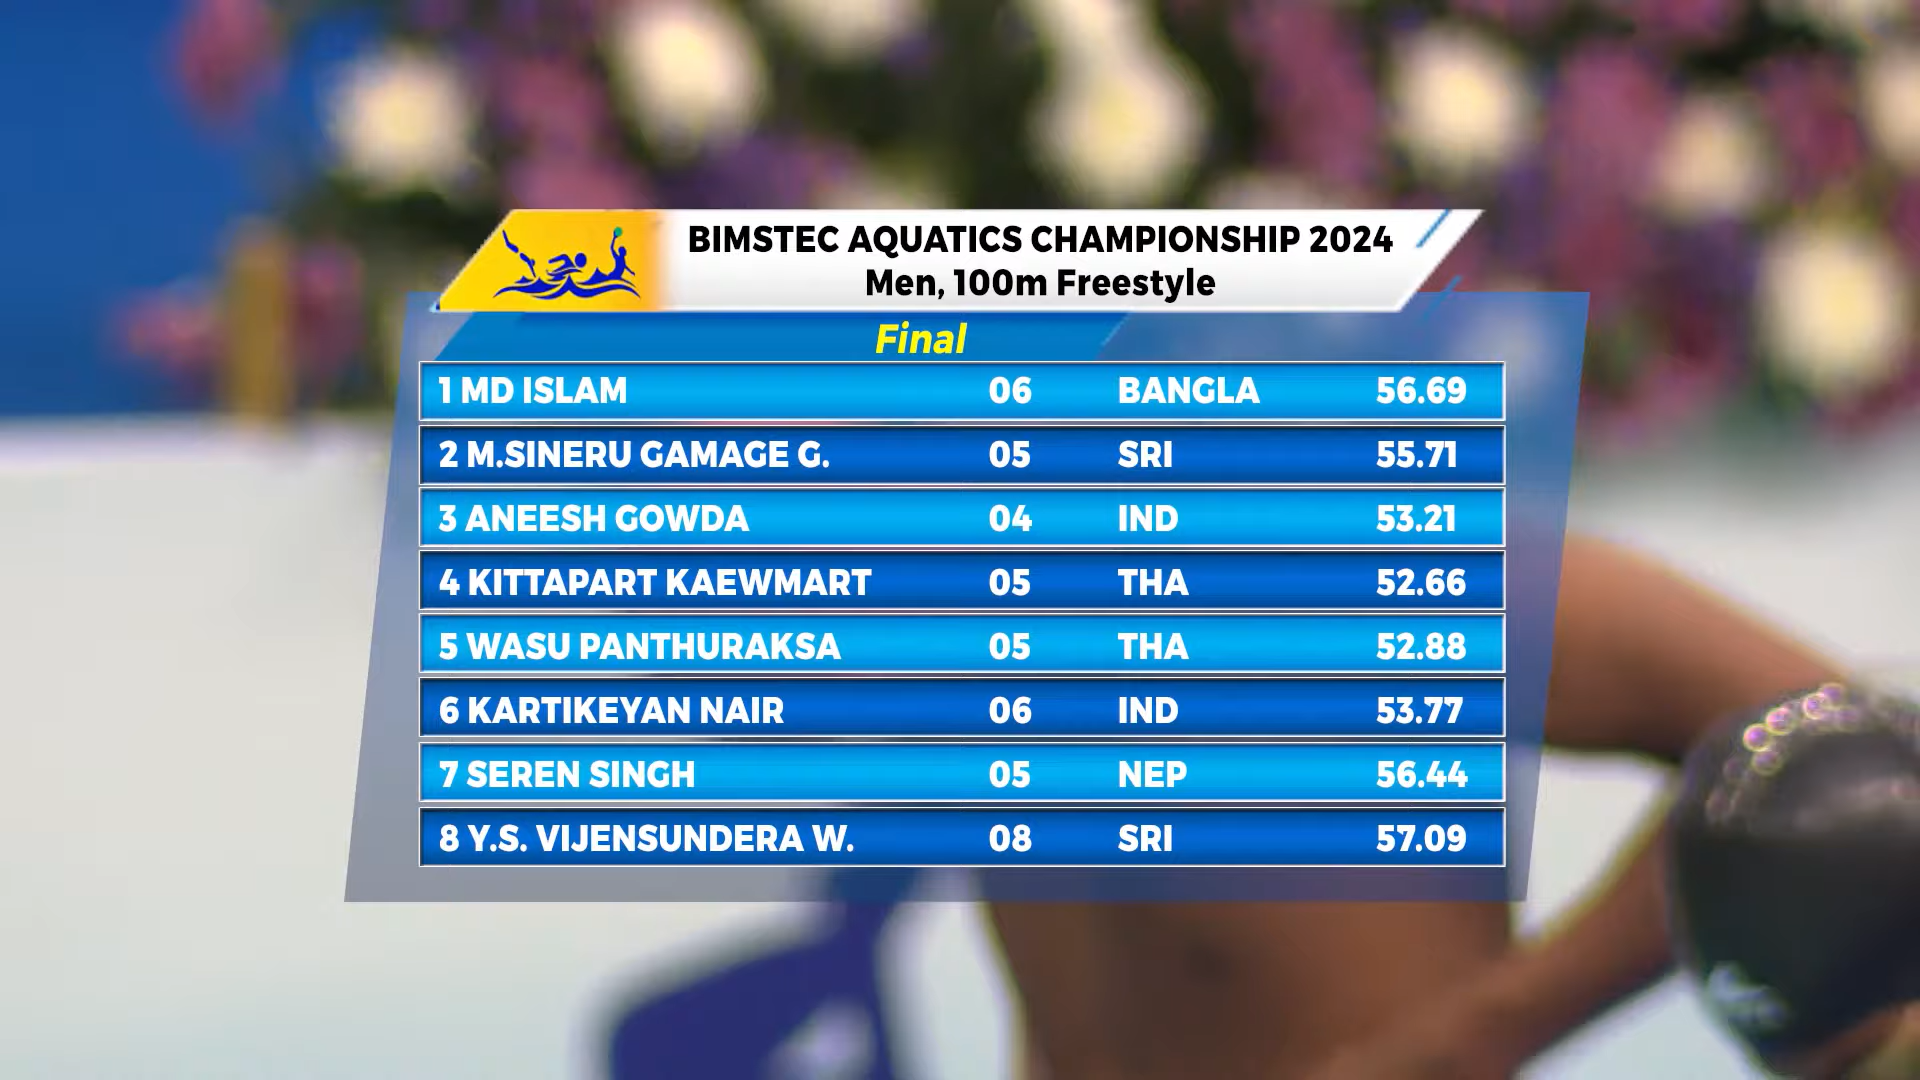 BIMSTEC AQUATICS CHAMPIONSHIP 2024
Men, 100m Freestyle
Final
1 MD ISLAM 06 BANGLA 56.69
2 M.SINERU GAMAGE G. 05 SRI 55.71
3 ANEESH GOWDA 04 IND 53.21
4 KITTAPART KAEWMART 05 THA 52.66
5 WASU PANTHURAKSA 05 THA 52.88
6 KARTIKEYAN NAIR 06 IND 53.77
7 SEREN SINGH 05 NEP 56.44
8 Y.S. VIJENSUNDERA W. 08 SRI 57.09